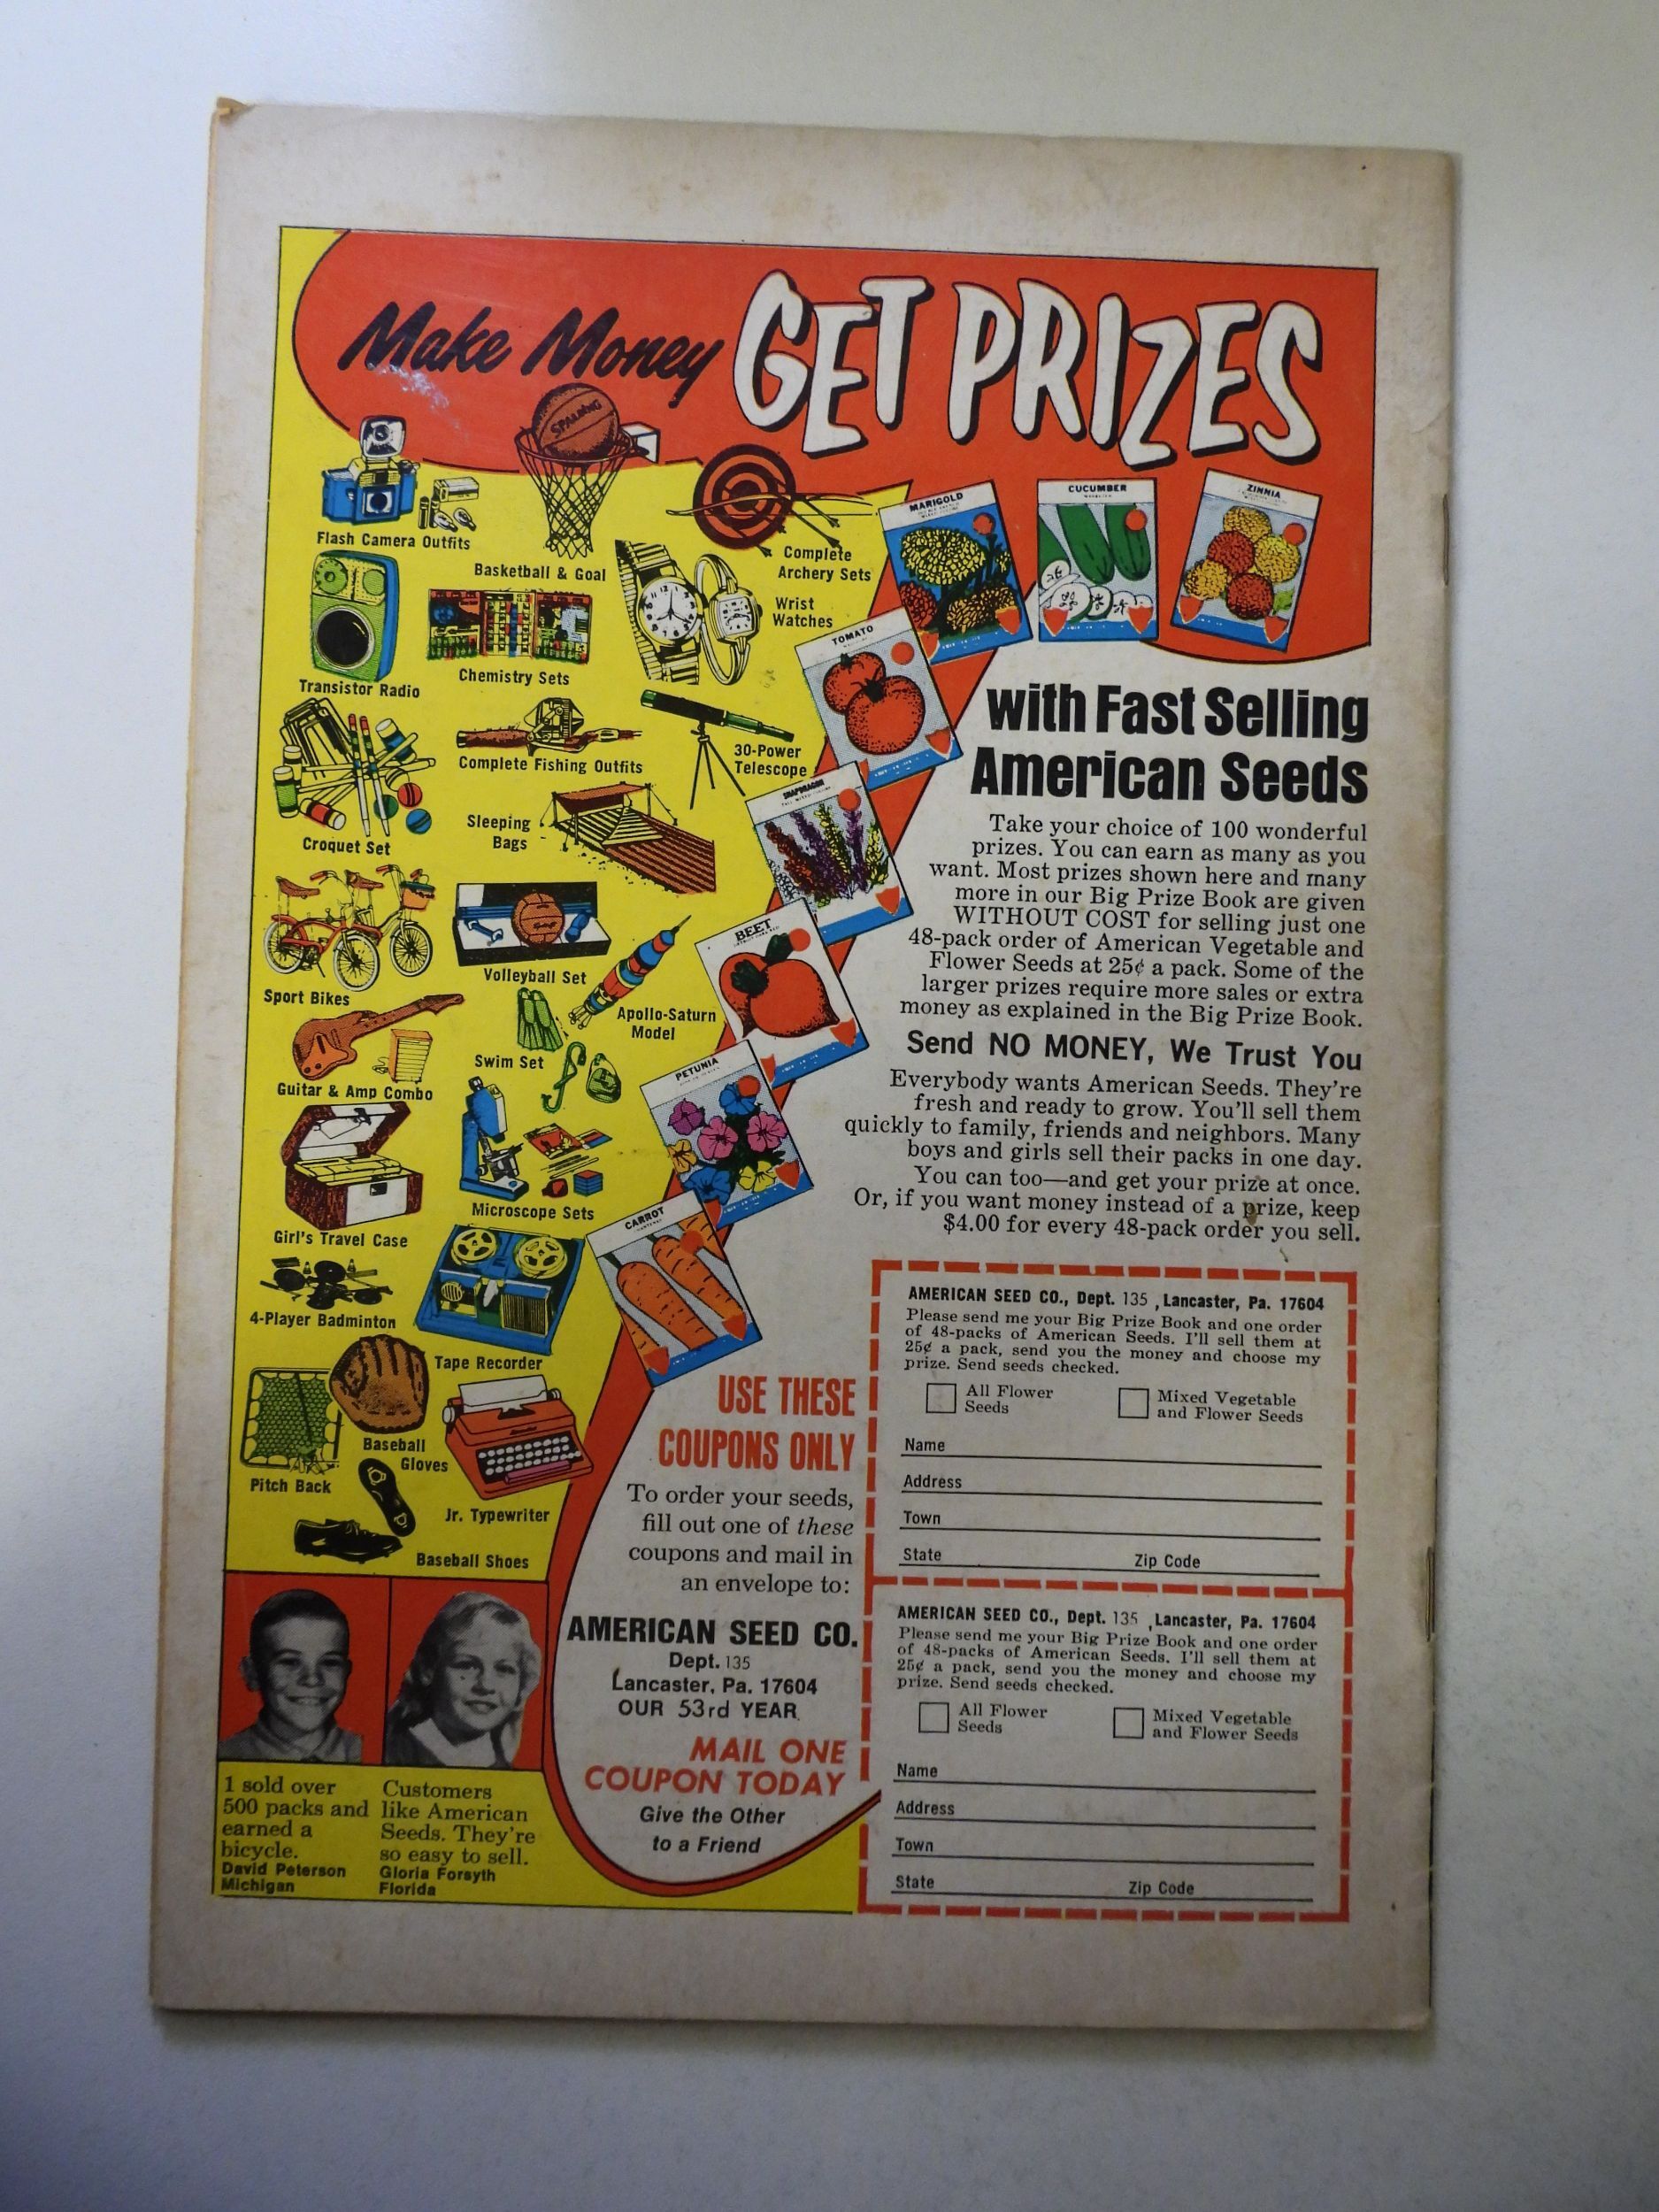 Make Money GET PRIZES
SPALDING
Flash Camera Outfits
Basketball & Goal
Complete
Archery Sets
Wrist
Watches
Transistor Radio
Chemistry Sets
Complete Fishing Outfits
30-Power
Telescope
Croquet Set
Sleeping
Bags
Sport Bikes
Volleyball Set
Apollo-Saturn
Model
Swim Set
Guitar & Amp Combo
Girl's Travel Case
Microscope Sets
4-Player Badminton
Tape Recorder
Baseball
Gloves
Pitch Back
Jr. Typewriter
Baseball Shoes
MARIGOLD
CUCUMBER
ZINNIA
TOMATO
SNAPDRAGON
BEET
PETUNIA
CARROT
with Fast Selling
American Seeds
Take your choice of 100 wonderful
prizes. You can earn as many as you
want. Most prizes shown here and many
more in our Big Prize Book are given
WITHOUT COST for selling just one
48-pack order of American Vegetable and
Flower Seeds at 25¢ a pack. Some of the
larger prizes require more sales or extra
money as explained in the Big Prize Book.
Send NO MONEY, We Trust You
Everybody wants American Seeds. They're
fresh and ready to grow. You'll sell them
quickly to family, friends and neighbors. Many
boys and girls sell their packs in one day.
You can too—and get your prize at once.
Or, if you want money instead of a prize, keep
$4.00 for every 48-pack order you sell.
USE THESE
COUPONS ONLY
To order your seeds,
fill out one of these
coupons and mail in
an envelope to:
AMERICAN SEED CO.
Dept. 135
Lancaster, Pa. 17604
OUR 53rd YEAR
MAIL ONE
COUPON TODAY
Give the Other
to a Friend
AMERICAN SEED CO., Dept. 135 , Lancaster, Pa. 17604
Please send me your Big Prize Book and one order
of 48-packs of American Seeds. I'll sell them at
25¢ a pack, send you the money and choose my
prize. Send seeds checked.
All Flower
Seeds
Mixed Vegetable
and Flower Seeds
Name
Address
Town
State Zip Code
AMERICAN SEED CO., Dept. 135 , Lancaster, Pa. 17604
Please send me your Big Prize Book and one order
of 48-packs of American Seeds. I'll sell them at
25¢ a pack, send you the money and choose my
prize. Send seeds checked.
All Flower
Seeds
Mixed Vegetable
and Flower Seeds
Name
Address
Town
State Zip Code
1 sold over
500 packs and
earned a
bicycle.
David Peterson
Michigan
Customers
like American
Seeds. They're
so easy to sell.
Gloria Forsyth
Florida